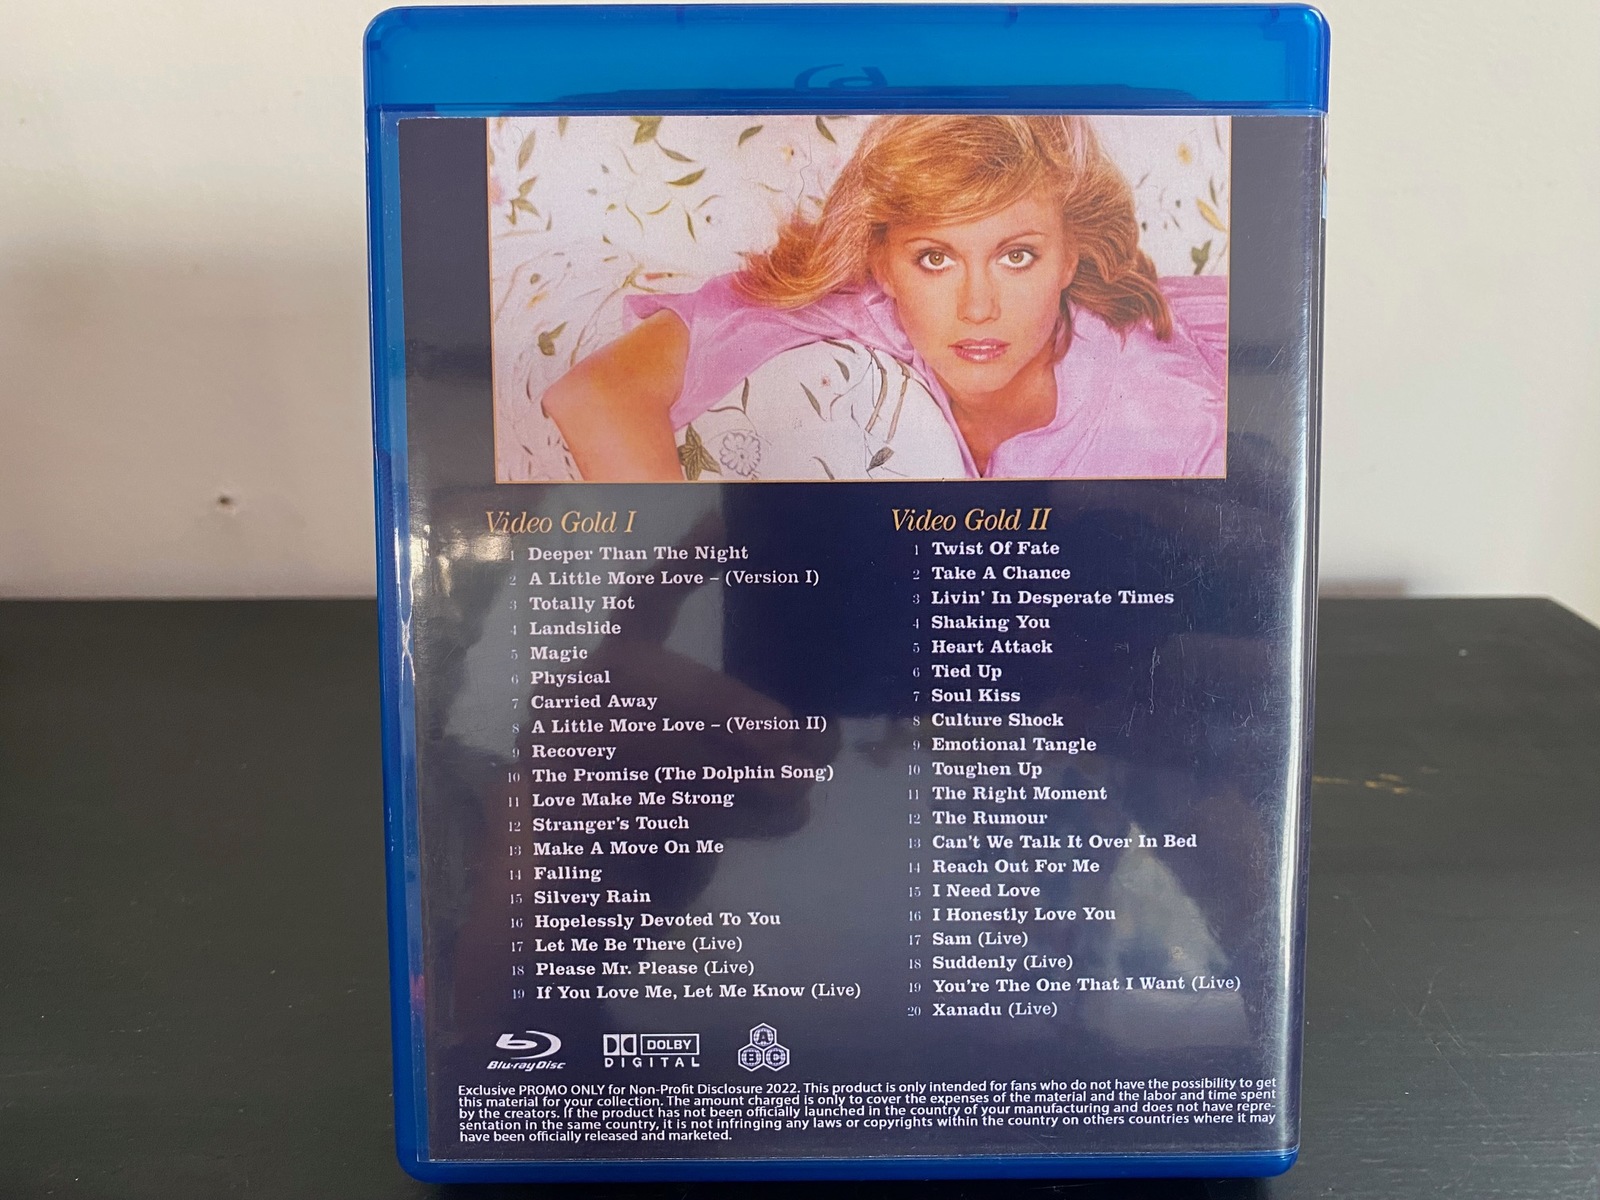 Video Gold I
1 Deeper Than The Night
2 A Little More Love – (Version I)
3 Totally Hot
4 Landslide
5 Magic
6 Physical
7 Carried Away
8 A Little More Love – (Version II)
9 Recovery
10 The Promise (The Dolphin Song)
11 Love Make Me Strong
12 Stranger's Touch
13 Make A Move On Me
14 Falling
15 Silvery Rain
16 Hopelessly Devoted To You
17 Let Me Be There (Live)
18 Please Mr. Please (Live)
19 If You Love Me, Let Me Know (Live)
Video Gold II
1 Twist Of Fate
2 Take A Chance
3 Livin' In Desperate Times
4 Shaking You
5 Heart Attack
6 Tied Up
7 Soul Kiss
8 Culture Shock
9 Emotional Tangle
10 Toughen Up
11 The Right Moment
12 The Rumour
13 Can't We Talk It Over In Bed
14 Reach Out For Me
15 I Need Love
16 I Honestly Love You
17 Sam (Live)
18 Suddenly (Live)
19 You're The One That I Want (Live)
20 Xanadu (Live)
Blu-ray Disc
DOLBY
DIGITAL
A
B C
Exclusive PROMO ONLY for Non-Profit Disclosure 2022. This product is only intended for fans who do not have the possibility to get
this material for your collection. The amount charged is only to cover the expenses of the material and the labor and time spent
by the creators. If the product has not been officially launched in the country of your manufacturing and does not have repre-
sentation in the same country, it is not infringing any laws or copyrights within the country on others countries where it may
have been officially released and marketed.